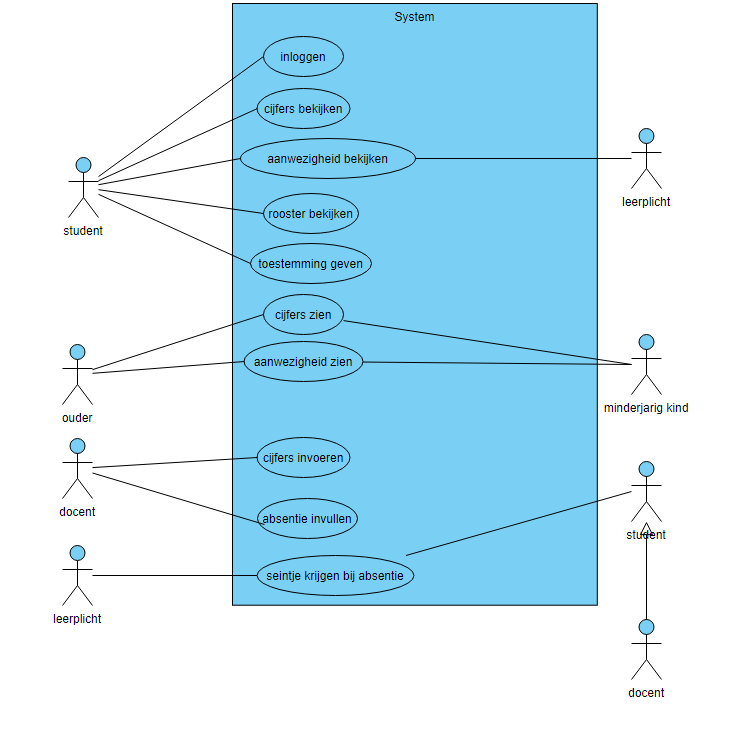 System
inloggen
cijfers bekijken
aanwezigheid bekijken
leerplicht
rooster bekijken
student
toestemming geven
cijfers zien
aanwezigheid zien
minderjarig kind
ouder
cijfers invoeren
docent
absentie invullen
student
seintje krijgen bij absentie
leerplicht
docent